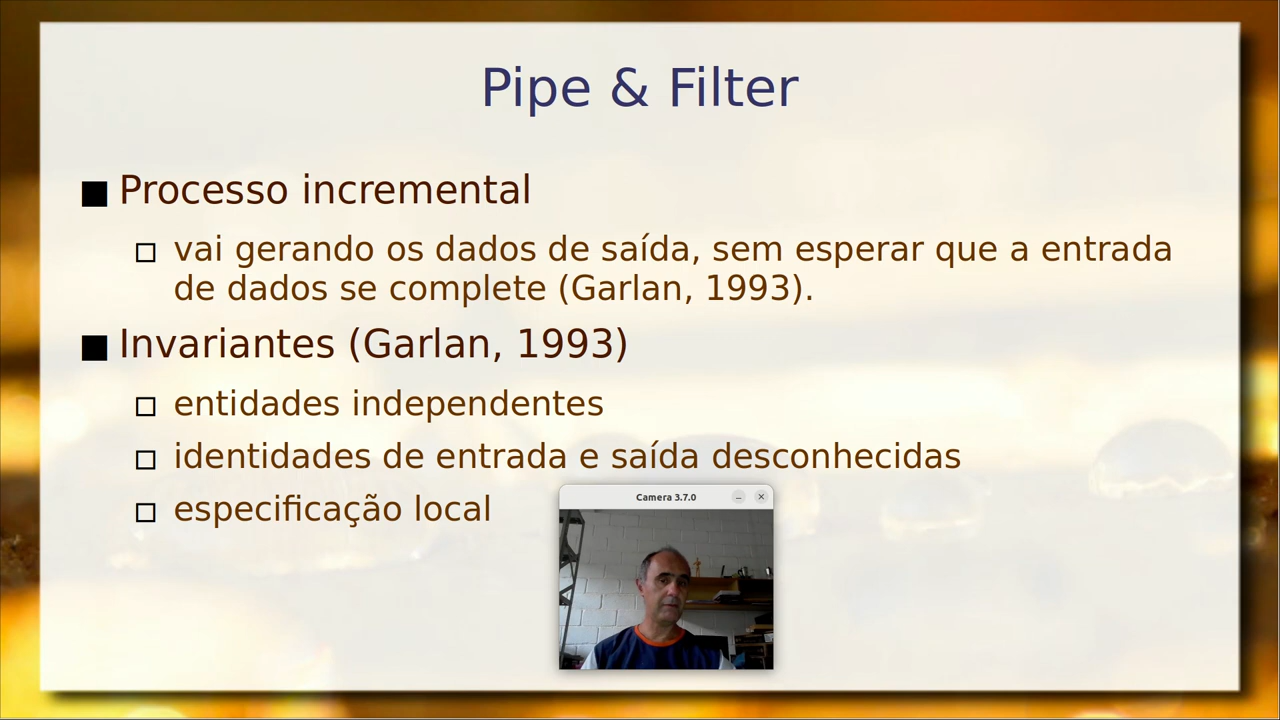 Pipe & Filter
Processo incremental
vai gerando os dados de saída, sem esperar que a entrada
de dados se complete (Garlan, 1993).
Invariantes (Garlan, 1993)
entidades independentes
identidades de entrada e saída desconhecidas
especificação local
Camera 3.7.0